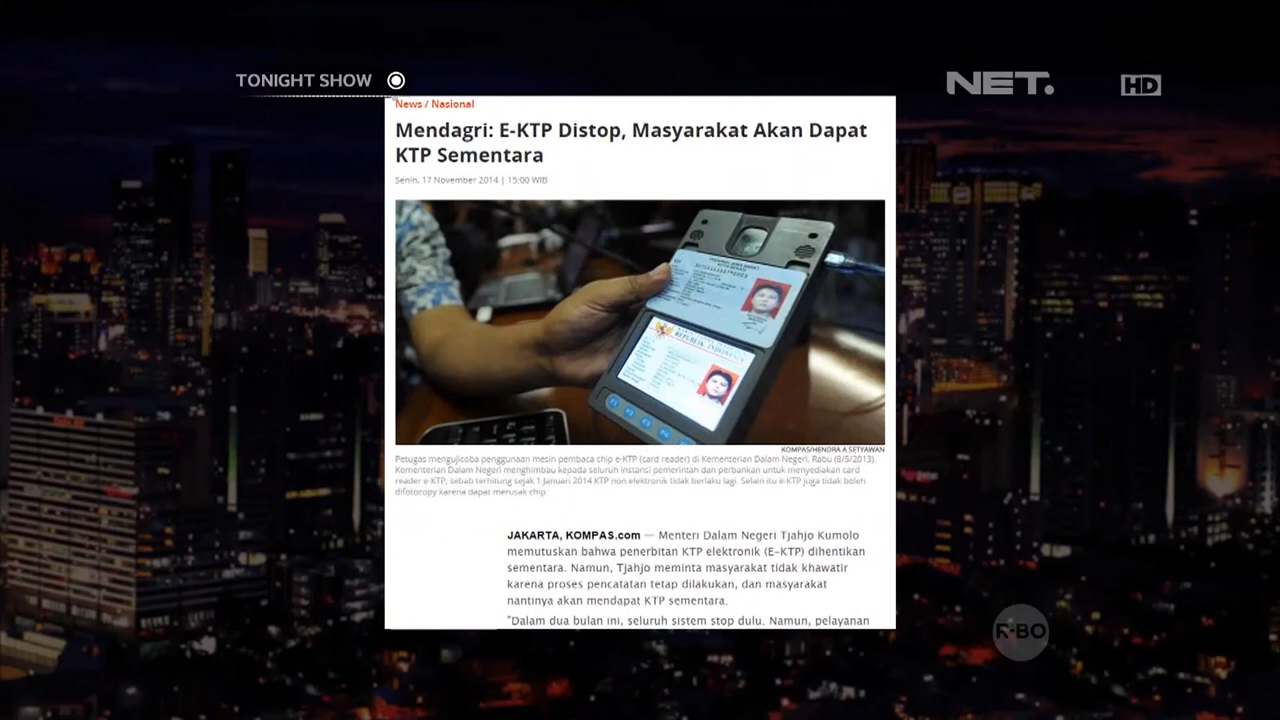 TONIGHT SHOW
NET.
HD
News / Nasional
Mendagri: E-KTP Distop, Masyarakat Akan Dapat
KTP Sementara
Senin, 17 November 2014 | 15:00 WIB
REPUBLIK INDONESIA
KOMPAS/HENDRA A SETYAWAN
Petugas mengujicoba penggunaan mesin pembaca chip e-KTP (card reader) di Kementerian Dalam Negeri, Rabu (8/5/2013).
Kementerian Dalam Negeri menghimbau kepada seluruh instansi pemerintah dan perbankan untuk menyediakan card
reader e-KTP, sebab terhitung sejak 1 Januari 2014 KTP non elektronik tidak berlaku lagi. Selain itu e-KTP juga tidak boleh
difotocopy karena dapat merusak chip.
JAKARTA, KOMPAS.com — Menteri Dalam Negeri Tjahjo Kumolo
memutuskan bahwa penerbitan KTP elektronik (E-KTP) dihentikan
sementara. Namun, Tjahjo meminta masyarakat tidak khawatir
karena proses pencatatan tetap dilakukan, dan masyarakat
nantinya akan mendapat KTP sementara.
"Dalam dua bulan ini, seluruh sistem stop dulu. Namun, pelayanan
R-BO